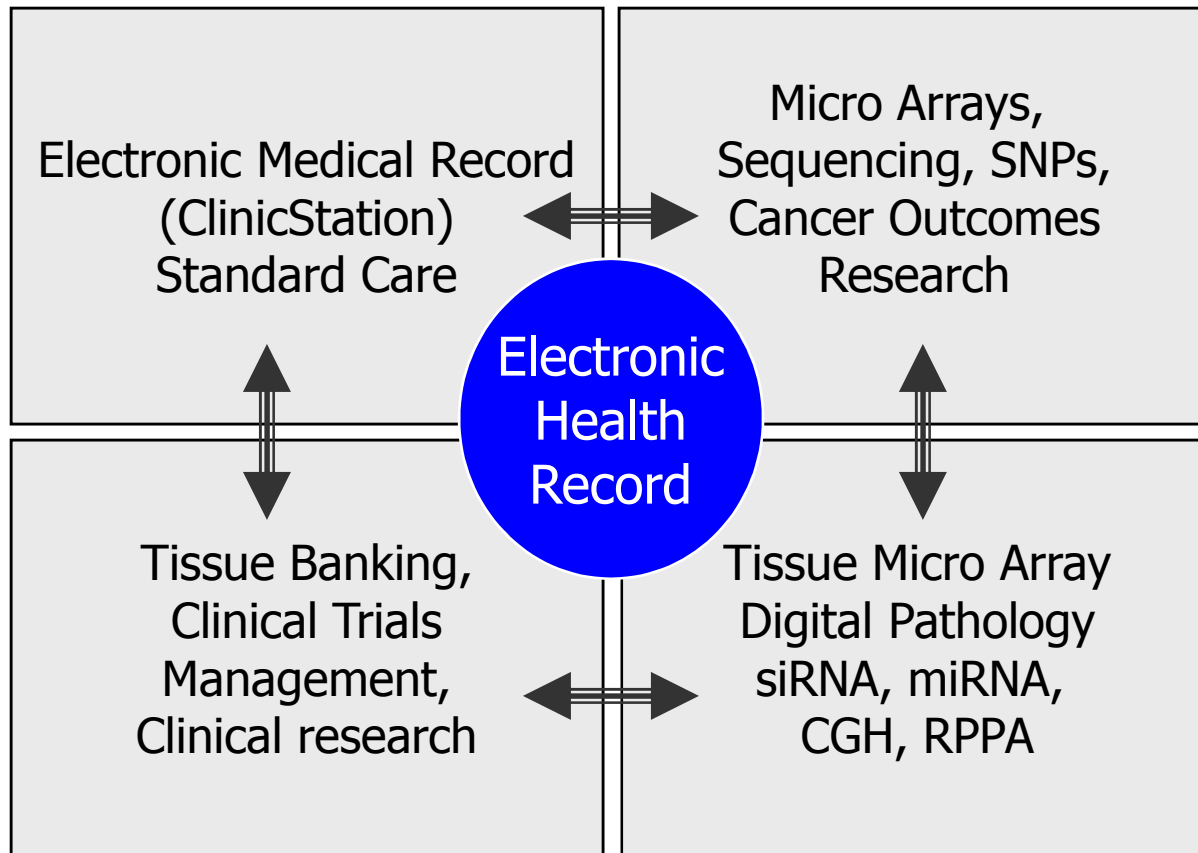 Electronic Medical Record
(ClinicStation)
Standard Care
Micro Arrays,
Sequencing, SNPs,
Cancer Outcomes
Research
Electronic
Health
Record
Tissue Banking,
Clinical Trials
Management,
Clinical research
Tissue Micro Array
Digital Pathology
siRNA, miRNA,
CGH, RPPA